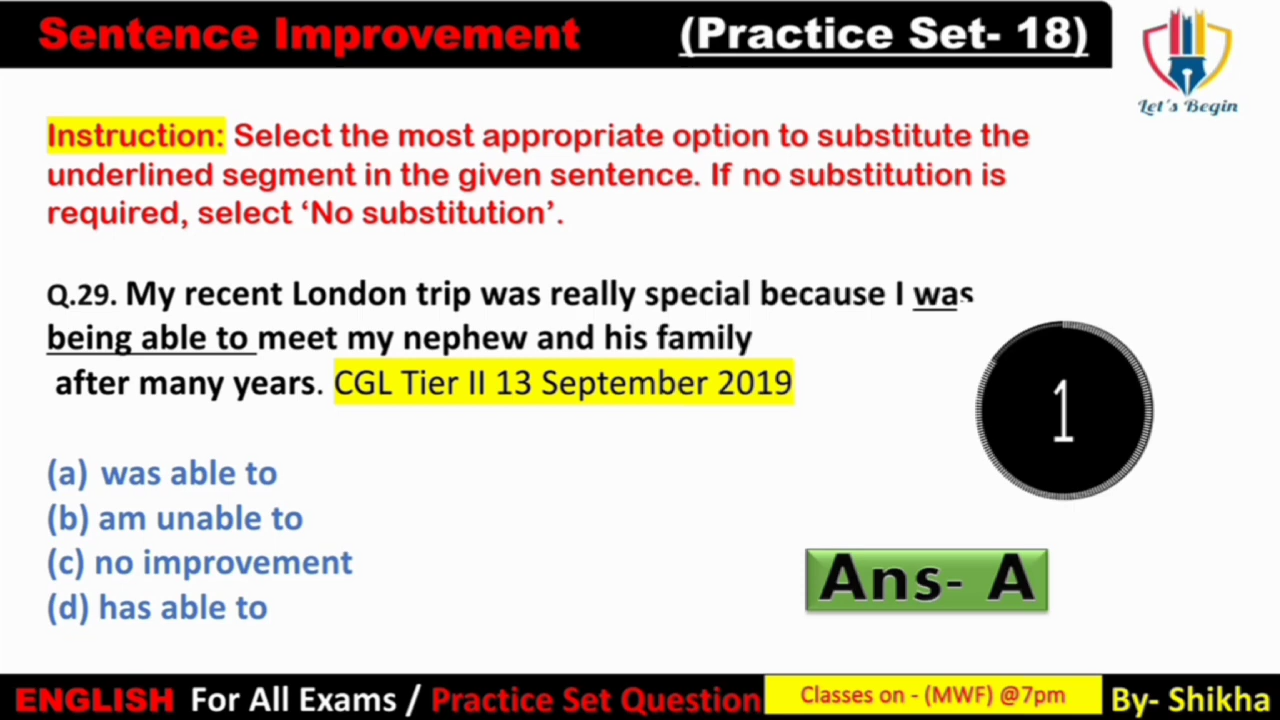 Sentence Improvement (Practice Set- 18)
Let's Begin
Instruction: Select the most appropriate option to substitute the
underlined segment in the given sentence. If no substitution is
required, select ‘No substitution’.
Q.29. My recent London trip was really special because I was
being able to meet my nephew and his family
after many years. CGL Tier II 13 September 2019
1
(a) was able to
(b) am unable to
(c) no improvement
(d) has able to
Ans- A
ENGLISH For All Exams / Practice Set Question Classes on - (MWF) @7pm By- Shikha